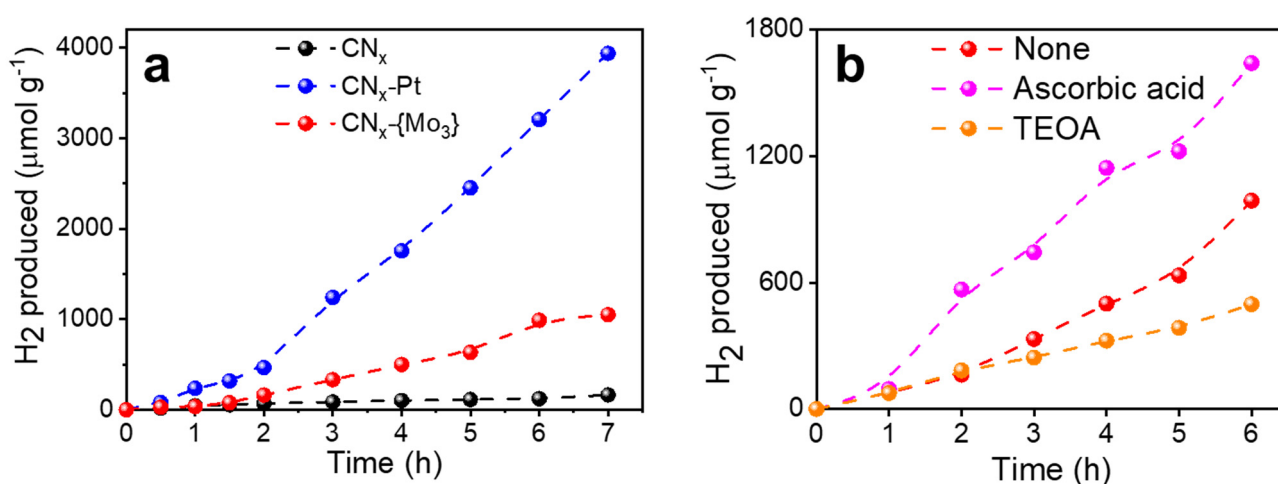 a
CNₓ
CNₓ-Pt
CNₓ-{Mo₃}
H₂ produced (μmol g⁻¹)
4000
3000
2000
1000
0
0 1 2 3 4 5 6 7
Time (h)
b
None
Ascorbic acid
TEOA
H₂ produced (μmol g⁻¹)
1800
1200
600
0
0 1 2 3 4 5 6
Time (h)